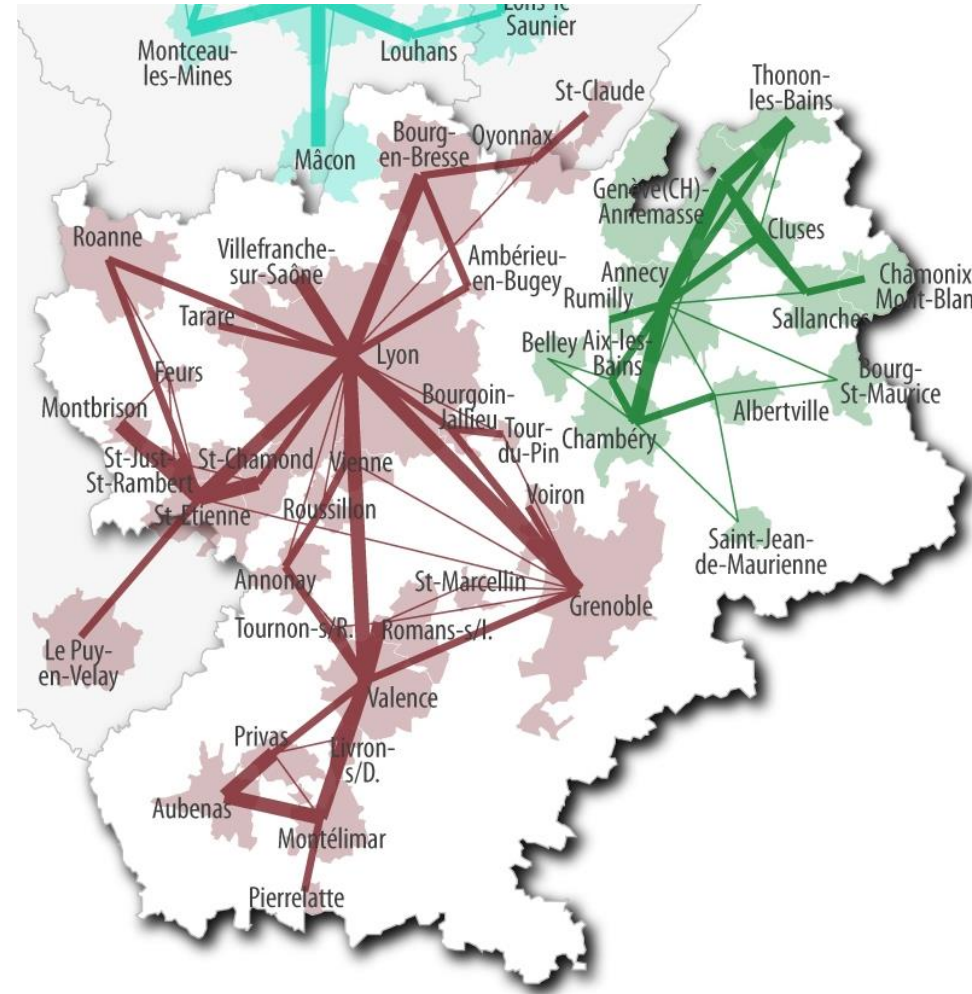 Lons-le
Saunier
Montceau-
les-Mines
Louhans
Thonon-
les-Bains
St-Claude
Bourg-
en-Bresse
Oyonnax
Mâcon
Genève(CH)-
Annemasse
Roanne
Cluses
Villefranche-
sur-Saône
Ambérieu-
en-Bugey
Annecy
Chamonix
Mont-Blan
Rumilly
Tarare
Sallanches
Lyon
Belley
Aix-les-
Bains
Feurs
Bourg-
St-Maurice
Bourgoin-
Jallieu
Montbrison
Albertville
Tour-
du-Pin
Chambéry
St-Just-
St-Rambert
St-Chamond
Vienne
Voiron
St-Etienne
Roussillon
Saint-Jean-
de-Maurienne
Annonay
St-Marcellin
Grenoble
Tournon-s/R.
Romans-s/I.
Le Puy-
en-Velay
Valence
Privas
Livron-
s/D.
Aubenas
Montélimar
Pierrelatte